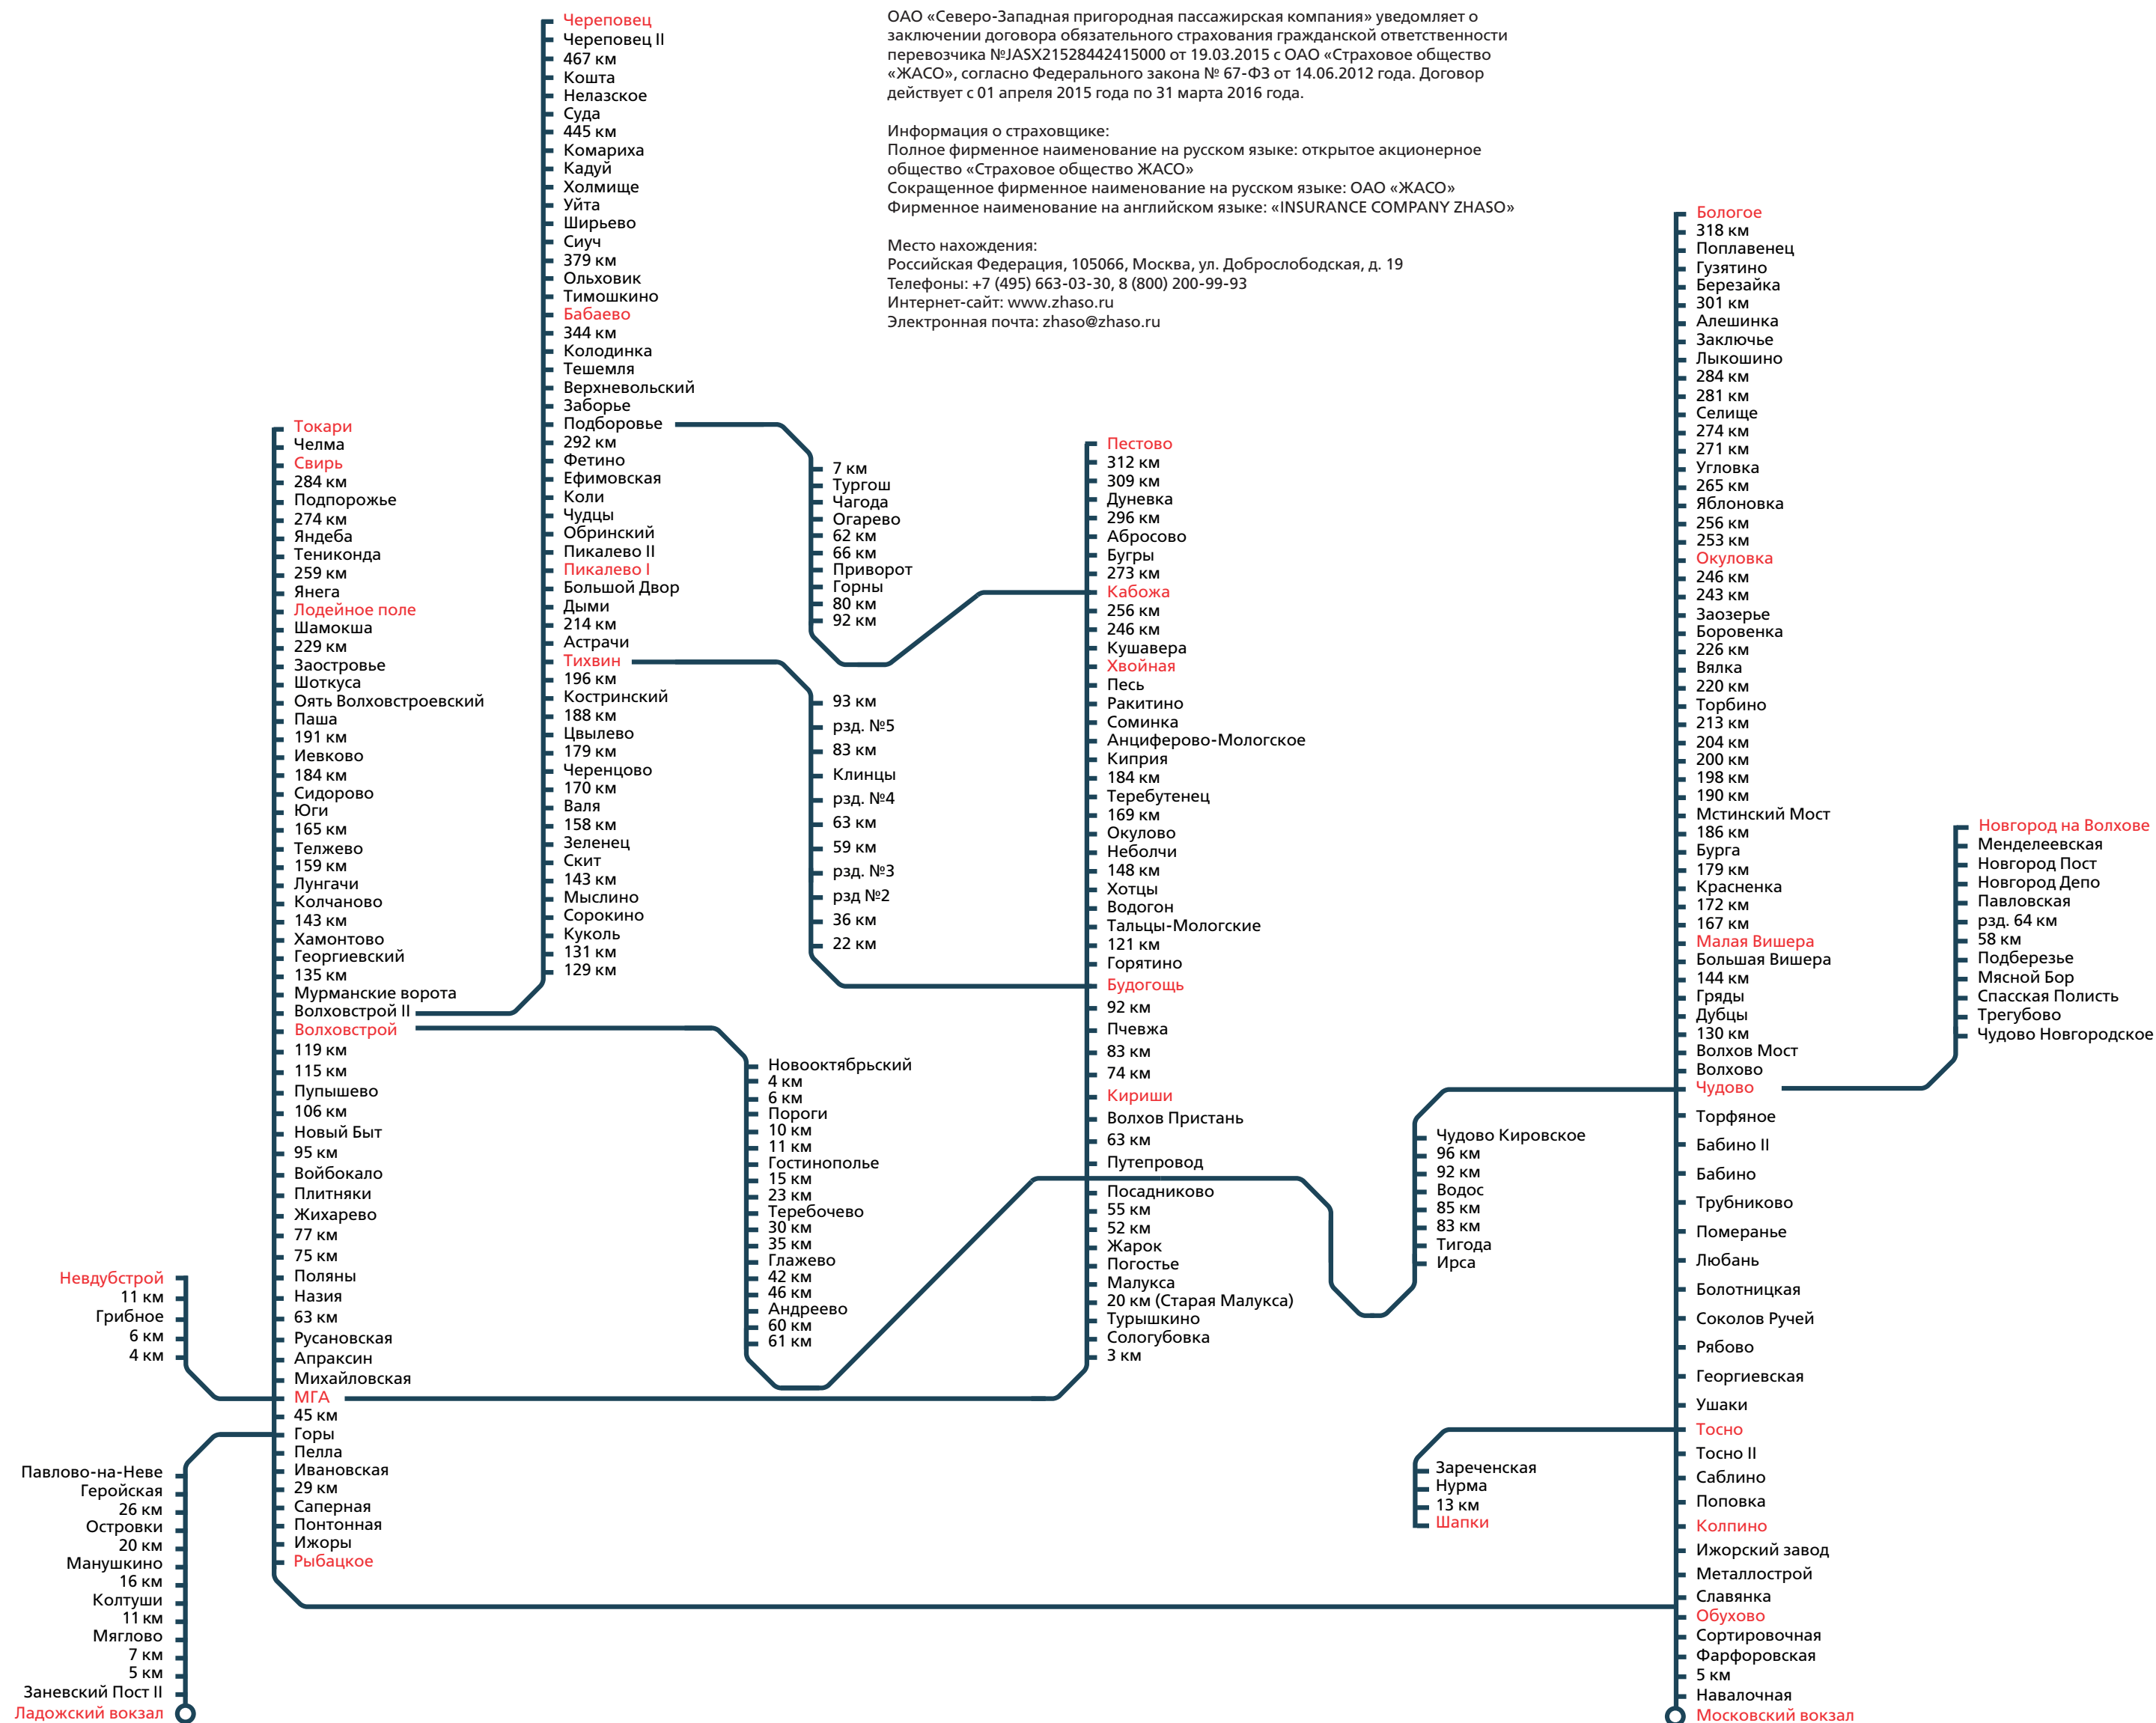 ОАО «Северо-Западная пригородная пассажирская компания» уведомляет о
заключении договора обязательного страхования гражданской ответственности
перевозчика №JASX21528442415000 от 19.03.2015 с ОАО «Страховое общество
«ЖАСО», согласно Федерального закона № 67-ФЗ от 14.06.2012 года. Договор
действует с 01 апреля 2015 года по 31 марта 2016 года.
Информация о страховщике:
Полное фирменное наименование на русском языке: открытое акционерное
общество «Страховое общество ЖАСО»
Сокращенное фирменное наименование на русском языке: ОАО «ЖАСО»
Фирменное наименование на английском языке: «INSURANCE COMPANY ZHASO»
Место нахождения:
Российская Федерация, 105066, Москва, ул. Доброслободская, д. 19
Телефоны: +7 (495) 663-03-30, 8 (800) 200-99-93
Интернет-сайт: www.zhaso.ru
Электронная почта: zhaso@zhaso.ru
Невдубстрой
11 км
Грибное
6 км
4 км
Павлово-на-Неве
Геройская
26 км
Островки
20 км
Манушкино
16 км
Колтуши
11 км
Мяглово
7 км
5 км
Заневский Пост II
Ладожский вокзал
Токари
Челма
Свирь
284 км
Подпорожье
274 км
Яндеба
Тениконда
259 км
Янега
Лодейное поле
Шамокша
229 км
Заостровье
Шоткуса
Оять Волховстроевский
Паша
191 км
Иевково
184 км
Сидорово
Юги
165 км
Телжево
159 км
Лунгачи
Колчаново
143 км
Хамонтово
Георгиевский
135 км
Мурманские ворота
Волховстрой II
Волховстрой
119 км
115 км
Пупышево
106 км
Новый Быт
95 км
Войбокало
Плитняки
Жихарево
77 км
75 км
Поляны
Назия
63 км
Русановская
Апраксин
Михайловская
МГА
45 км
Горы
Пелла
Ивановская
29 км
Саперная
Понтонная
Ижоры
Рыбацкое
Череповец
Череповец II
467 км
Кошта
Нелазское
Суда
445 км
Комариха
Кадуй
Холмище
Уйта
Ширьево
Сиуч
379 км
Ольховик
Тимошкино
Бабаево
344 км
Колодинка
Тешемля
Верхневольский
Заборье
Подборовье
292 км
Фетино
Ефимовская
Коли
Чудцы
Обринский
Пикалево II
Пикалево I
Большой Двор
Дыми
214 км
Астрачи
Тихвин
196 км
Костринский
188 км
Цвылево
179 км
Черенцово
170 км
Валя
158 км
Зеленец
Скит
143 км
Мыслино
Сорокино
Куколь
131 км
129 км
7 км
Тургош
Чагода
Огарево
62 км
66 км
Приворот
Горны
80 км
92 км
93 км
рзд. №5
83 км
Клинцы
рзд. №4
63 км
59 км
рзд. №3
рзд №2
36 км
22 км
Новооктябрьский
4 км
6 км
Пороги
10 км
11 км
Гостинополье
15 км
23 км
Теребочево
30 км
35 км
Глажево
42 км
46 км
Андреево
60 км
61 км
Пестово
312 км
309 км
Дуневка
296 км
Абросово
Бугры
273 км
Кабожа
256 км
246 км
Кушавера
Хвойная
Песь
Ракитино
Соминка
Анциферово-Мологское
Киприя
184 км
Теребутенец
169 км
Окулово
Неболчи
148 км
Хотцы
Водогон
Тальцы-Мологские
121 км
Горятино
Будогощь
92 км
Пчевжа
83 км
74 км
Кириши
Волхов Пристань
63 км
Путепровод
Посадниково
55 км
52 км
Жарок
Погостье
Малукса
20 км (Старая Малукса)
Турышкино
Сологубовка
3 км
Чудово Кировское
96 км
92 км
Водос
85 км
83 км
Тигода
Ирса
Зареченская
Нурма
13 км
Шапки
Бологое
318 км
Поплавенец
Гузятино
Березайка
301 км
Алешинка
Заключье
Лыкошино
284 км
281 км
Селище
274 км
271 км
Угловка
265 км
Яблоновка
256 км
253 км
Окуловка
246 км
243 км
Заозерье
Боровенка
226 км
Вялка
220 км
Торбино
213 км
204 км
200 км
198 км
190 км
Мстинский Мост
186 км
Бурга
179 км
Красненка
172 км
167 км
Малая Вишера
Большая Вишера
144 км
Гряды
Дубцы
130 км
Волхов Мост
Волхово
Чудово
Торфяное
Бабино II
Бабино
Трубниково
Померанье
Любань
Болотницкая
Соколов Ручей
Рябово
Георгиевская
Ушаки
Тосно
Тосно II
Саблино
Поповка
Колпино
Ижорский завод
Металлострой
Славянка
Обухово
Сортировочная
Фарфоровская
5 км
Навалочная
Московский вокзал
Новгород на Волхове
Менделеевская
Новгород Пост
Новгород Депо
Павловская
рзд. 64 км
58 км
Подберезье
Мясной Бор
Спасская Полисть
Трегубово
Чудово Новгородское